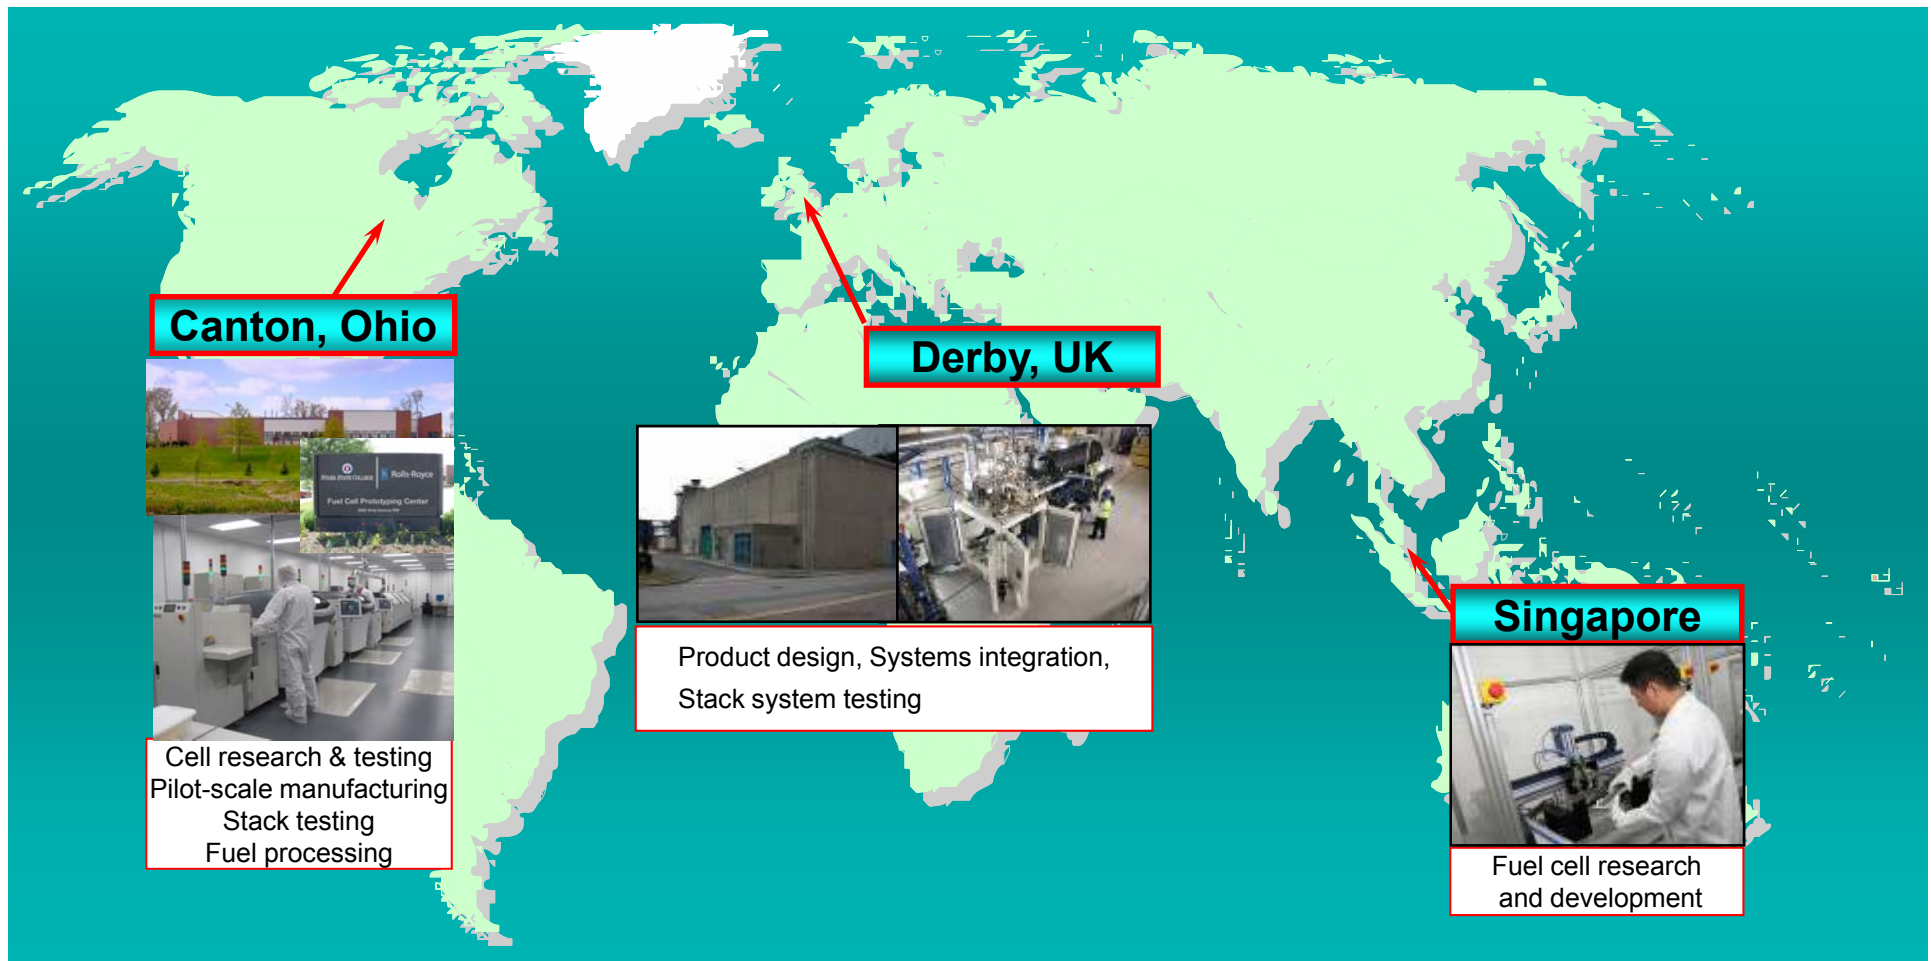 Canton, Ohio
Rolls-Royce
Fuel Cell Prototyping Center
Cell research & testing
Pilot-scale manufacturing
Stack testing
Fuel processing
Derby, UK
Product design, Systems integration,
Stack system testing
Singapore
Fuel cell research
and development